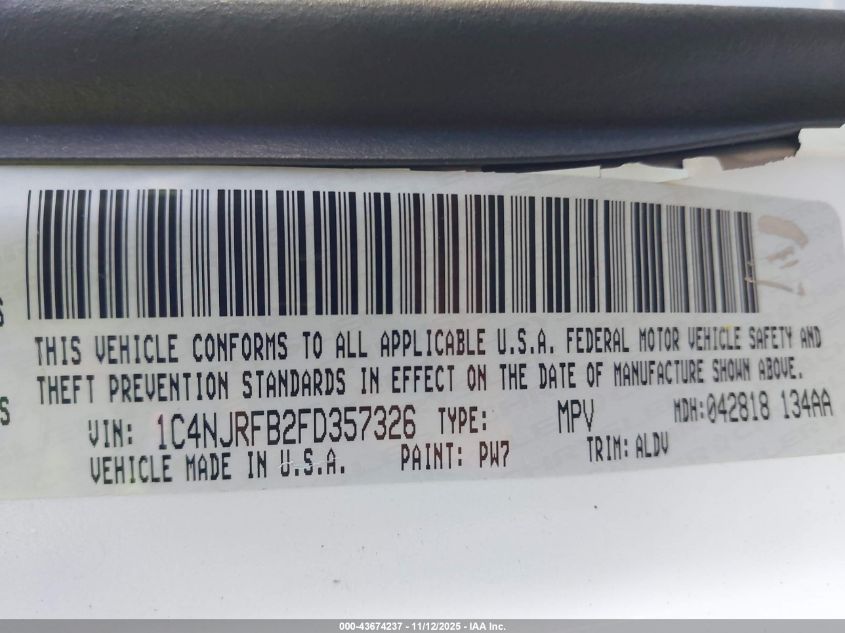 THIS VEHICLE CONFORMS TO ALL APPLICABLE U.S.A. FEDERAL MOTOR VEHICLE SAFETY AND
THEFT PREVENTION STANDARDS IN EFFECT ON THE DATE OF MANUFACTURE SHOWN ABOVE.
VIN: 1C4NJRFB2FD357326 TYPE: MPV MDH:042818 134AA
VEHICLE MADE IN U.S.A. PAINT: PW7 TRIM: ALDV
000-43674237 - 11/12/2025 - IAA Inc.